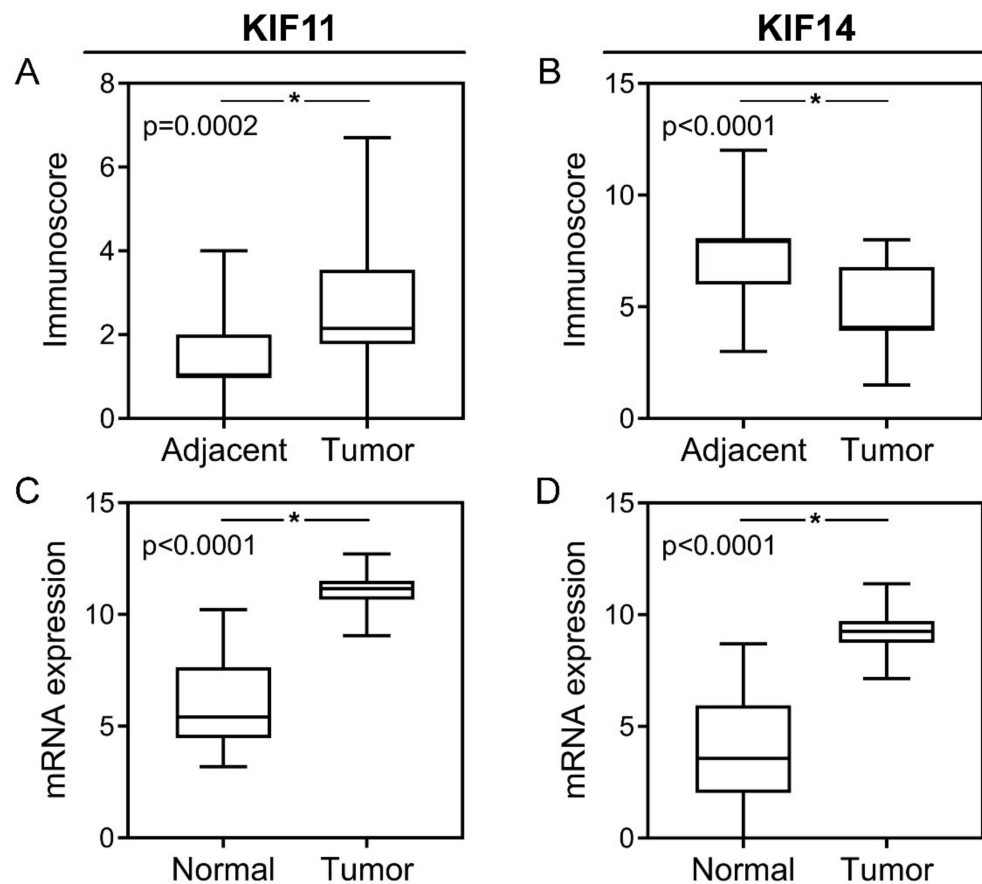 KIF11
KIF14
A
8
6
4
2
0
Immunoscore
p=0.0002
*
Adjacent
Tumor
B
15
10
5
0
Immunoscore
p<0.0001
*
Adjacent
Tumor
C
15
10
5
0
mRNA expression
p<0.0001
*
Normal
Tumor
D
15
10
5
0
mRNA expression
p<0.0001
*
Normal
Tumor